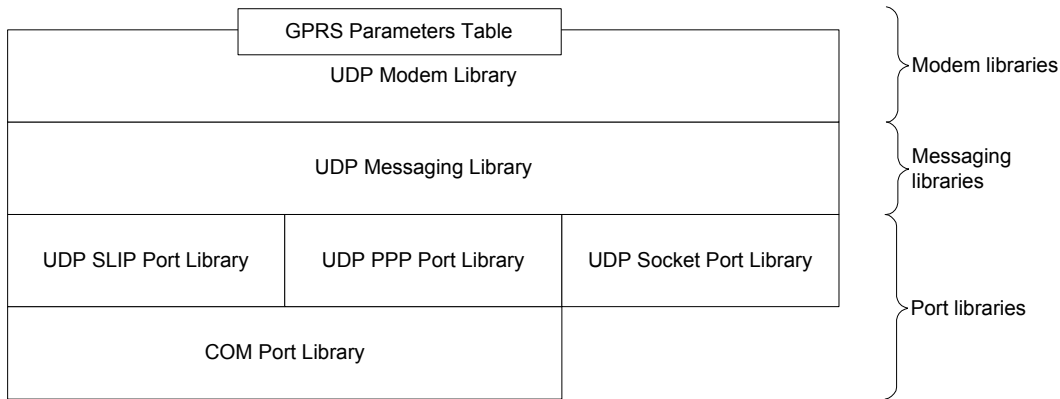 GPRS Parameters Table
UDP Modem Library
Modem libraries
UDP Messaging Library
Messaging
libraries
UDP SLIP Port Library
UDP PPP Port Library
UDP Socket Port Library
Port libraries
COM Port Library